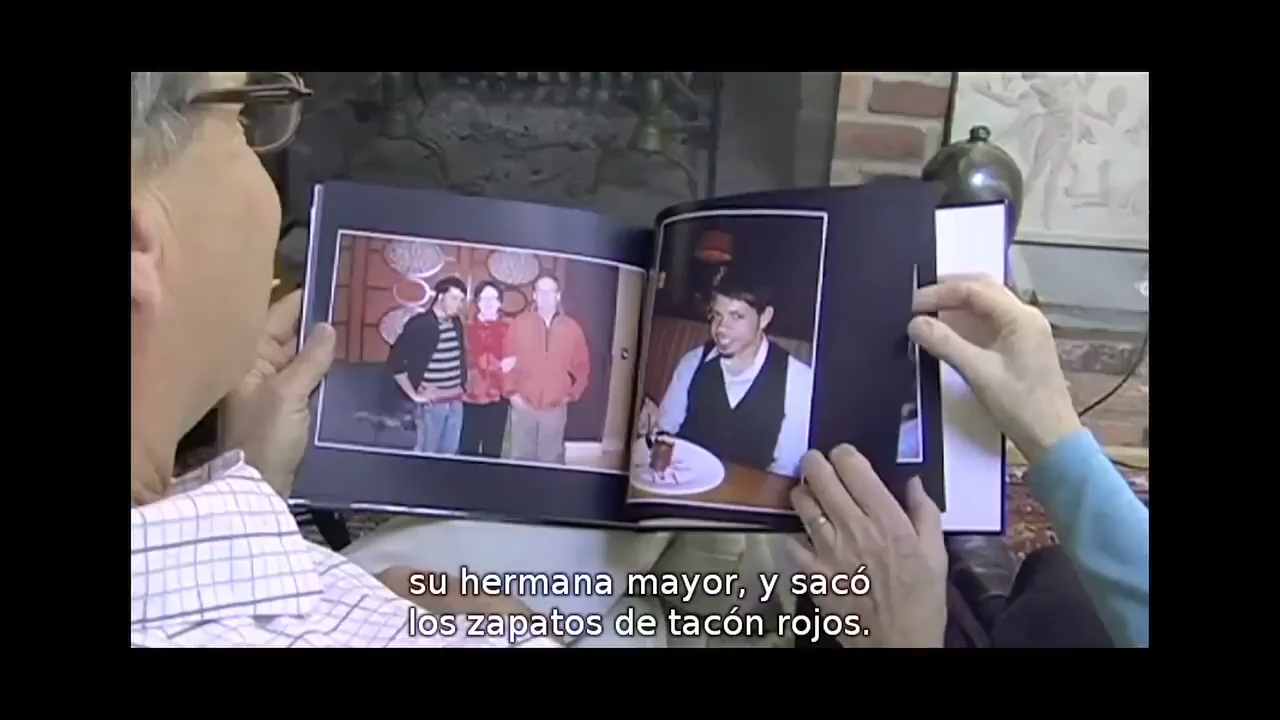 su hermana mayor, y sacó
los zapatos de tacón rojos.